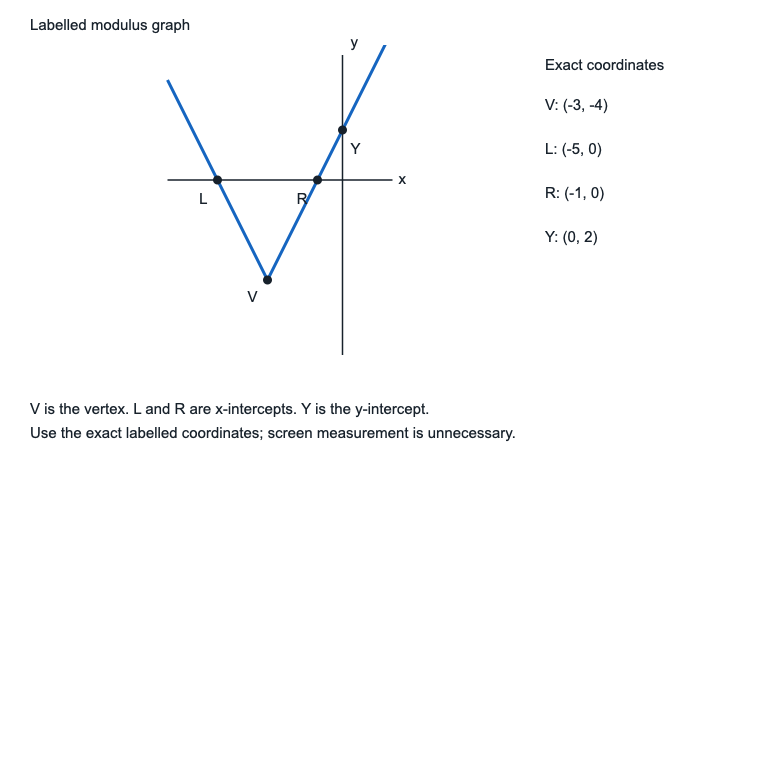 Labelled modulus graph
y
Exact coordinates
V: (-3, -4)
Y
L: (-5, 0)
x
L
R
R: (-1, 0)
Y: (0, 2)
V
V is the vertex. L and R are x-intercepts. Y is the y-intercept.
Use the exact labelled coordinates; screen measurement is unnecessary.